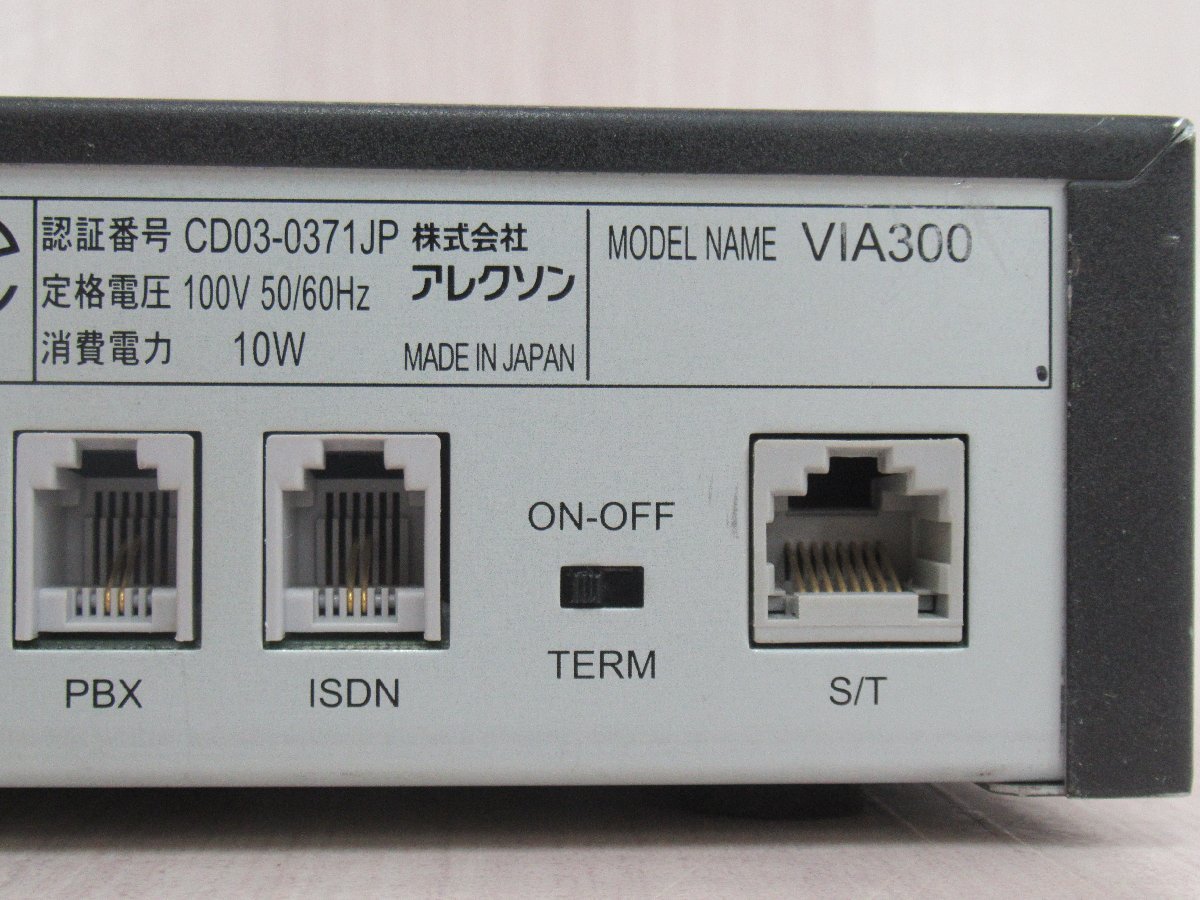 認証番号 CD03-0371JP
定格電圧 100V 50/60Hz
消費電力 10W
株式会社
アレクソン
MADE IN JAPAN
MODEL NAME VIA300
PBX
ISDN
ON-OFF
TERM
S/T